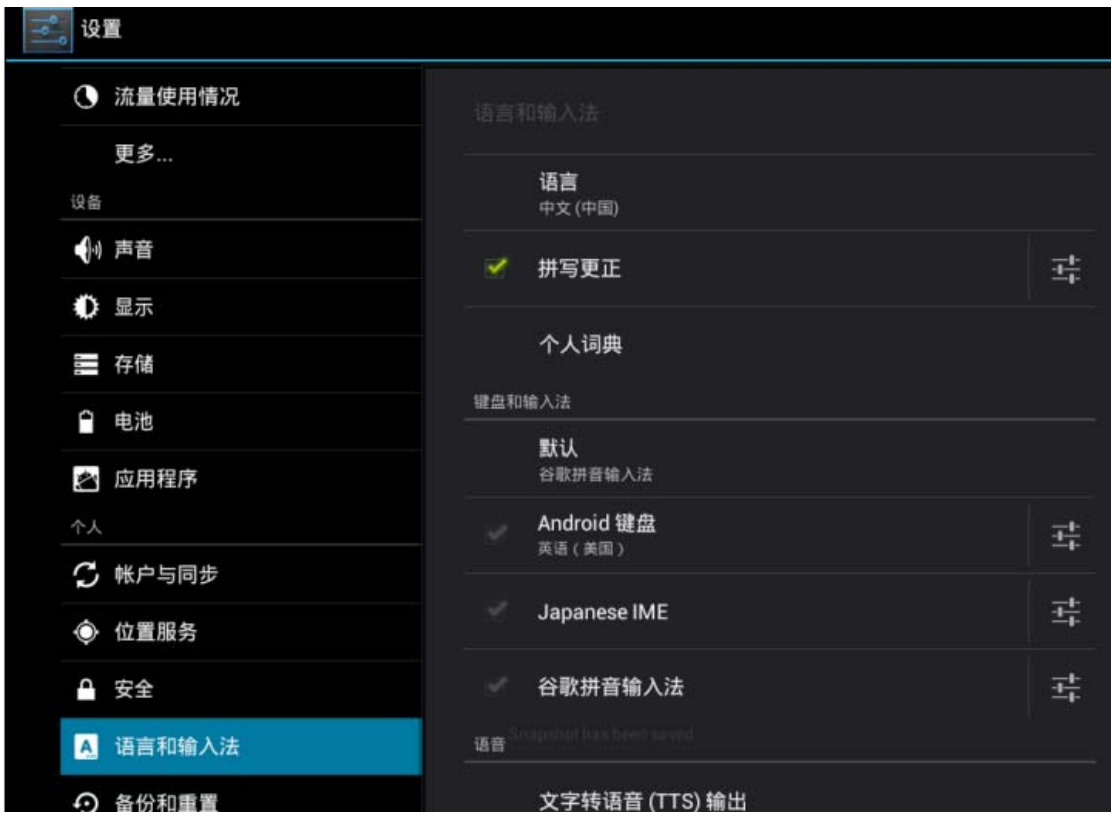 设置
流量使用情况
更多...
设备
声音
显示
存储
电池
应用程序
个人
帐户与同步
位置服务
安全
语言和输入法
备份和重置
语言和输入法
语言
中文 (中国)
拼写更正
个人词典
键盘和输入法
默认
谷歌拼音输入法
Android 键盘
英语（美国）
Japanese IME
谷歌拼音输入法
Snapshot has been saved
语音
文字转语音 (TTS) 输出